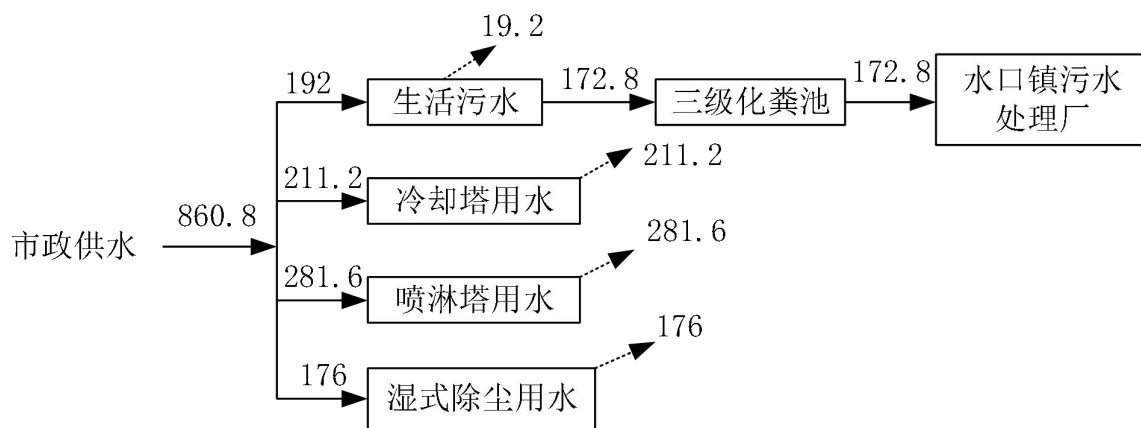 19.2
192
生活污水
172.8
三级化粪池
172.8
水口镇污水
处理厂
211.2
冷却塔用水
211.2
市政供水
860.8
281.6
喷淋塔用水
281.6
176
湿式除尘用水
176